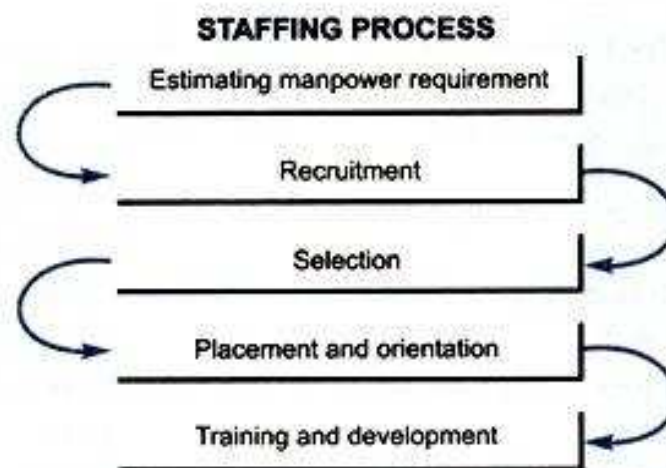 STAFFING PROCESS
Estimating manpower requirement
Recruitment
Selection
Placement and orientation
Training and development